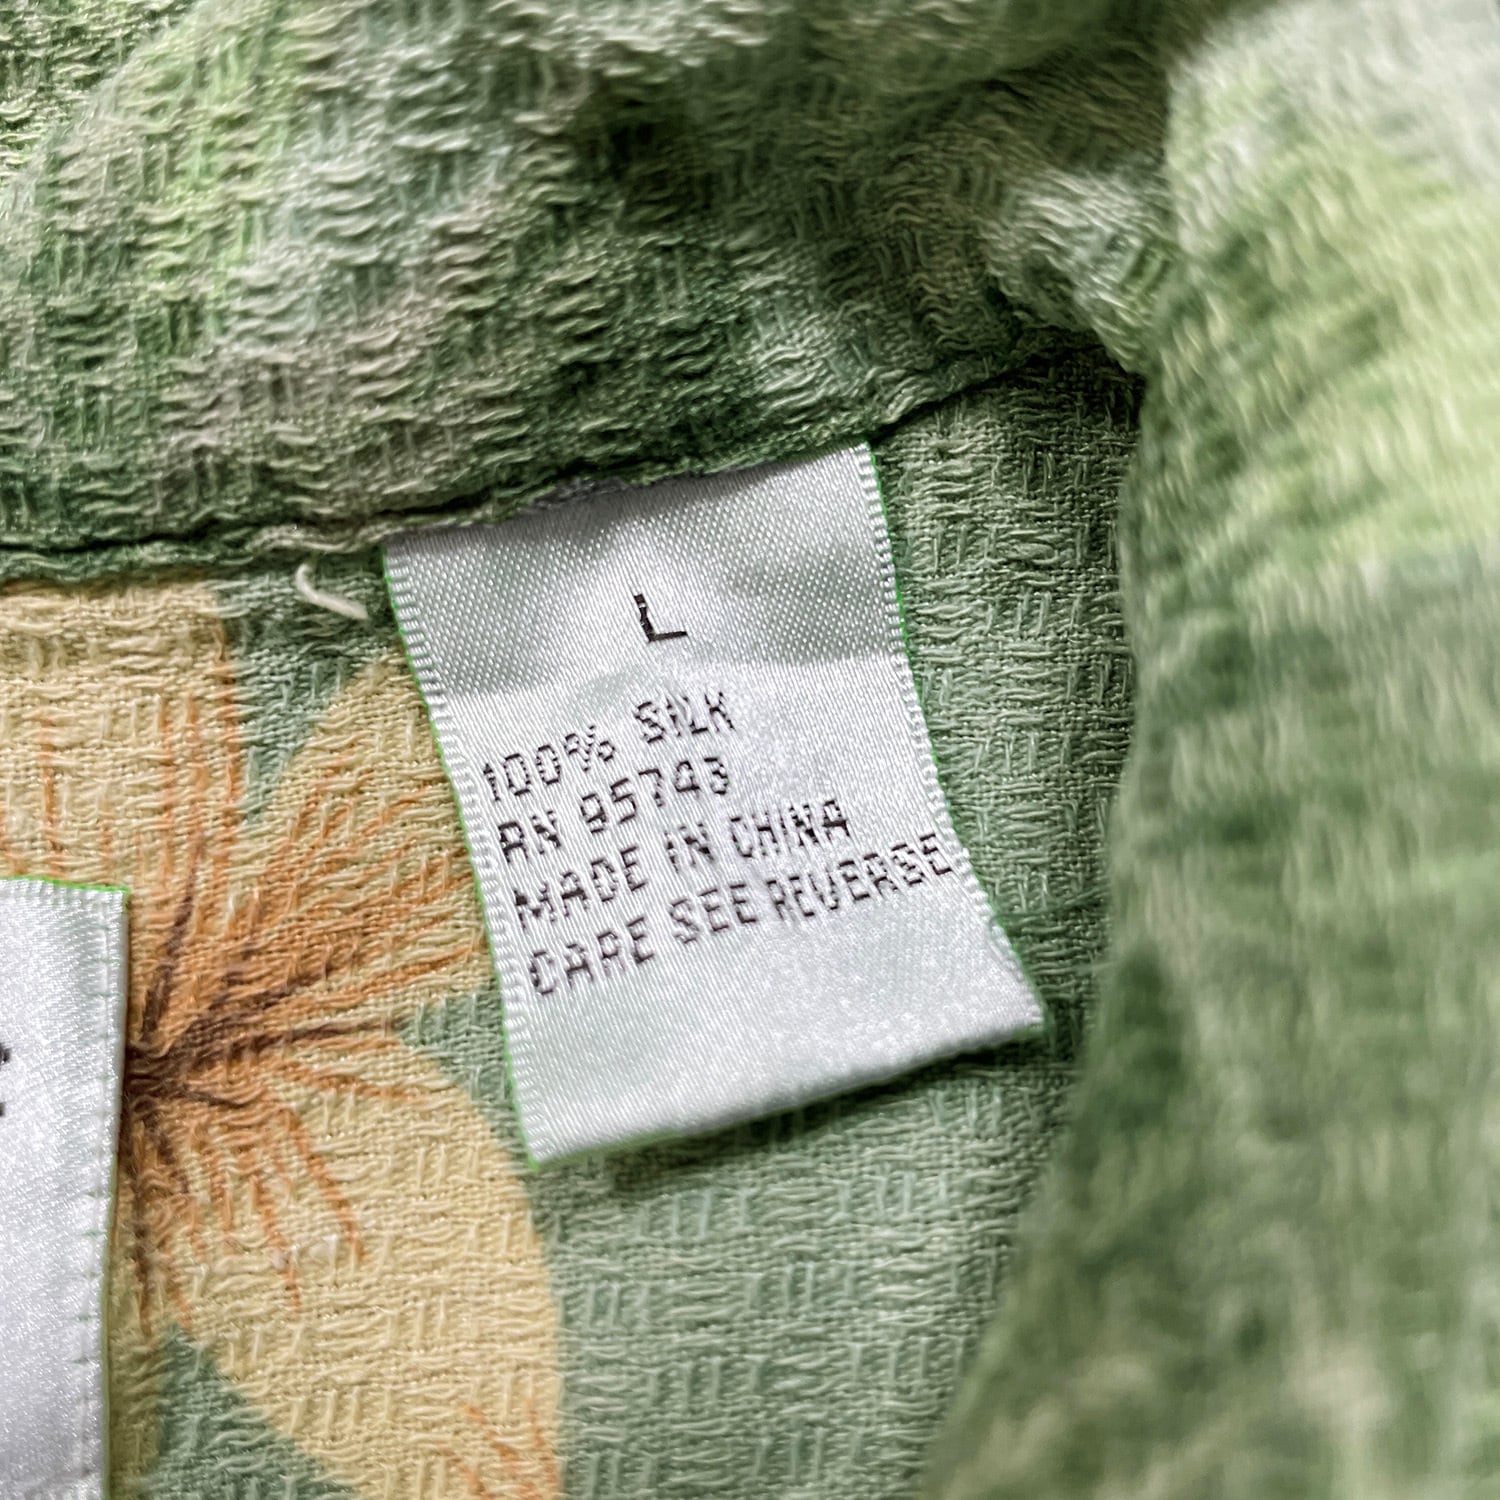 L
100% SILK
RN 95743
MADE IN CHINA
CARE SEE REVERSE